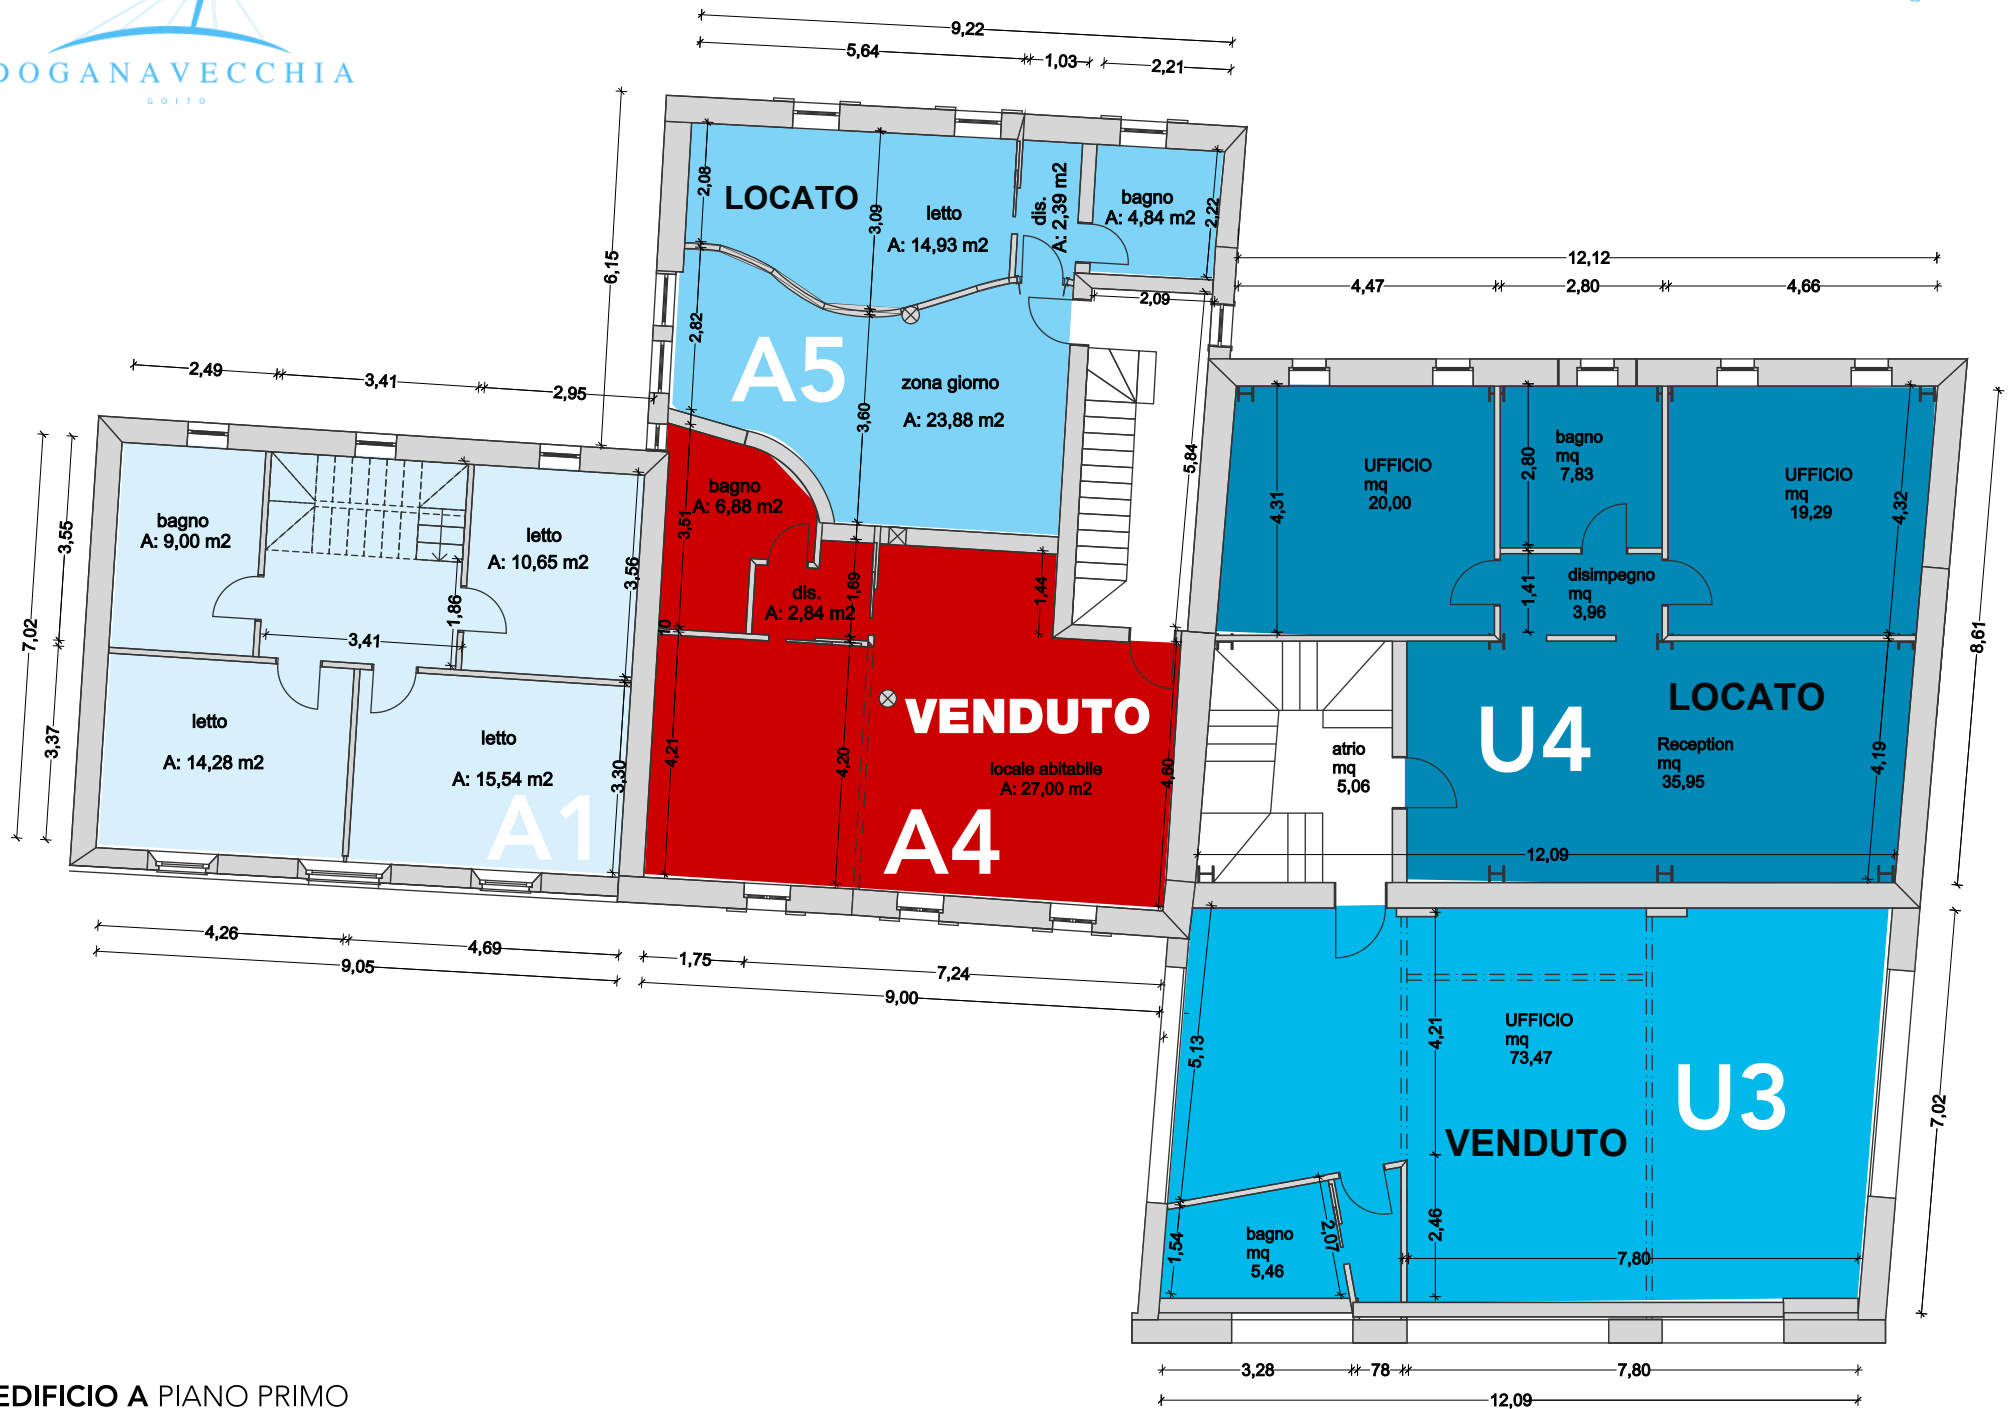 DOGANAVECCHIA
GOITO
9,22
5,64
1,03
2,21
6,15
2,08
LOCATO
3,09
letto
A: 14,93 m2
dis.
A: 2,39 m2
bagno
A: 4,84 m2
2,22
2,09
2,82
A5
zona giorno
A: 23,88 m2
3,60
5,84
12,12
4,47
2,80
4,66
2,49
3,41
2,95
7,02
3,55
3,37
bagno
A: 9,00 m2
letto
A: 10,65 m2
3,56
1,86
3,41
letto
A: 14,28 m2
letto
A: 15,54 m2
3,30
A1
4,26
4,69
9,05
bagno
A: 6,88 m2
3,51
dis.
A: 2,84 m2
1,69
1,44
10
4,21
4,20
VENDUTO
locale abitabile
A: 27,00 m2
4,60
A4
1,75
7,24
9,00
UFFICIO
mq
20,00
4,31
bagno
mq
7,83
2,80
UFFICIO
mq
19,29
4,32
disimpegno
mq
3,96
1,41
8,61
LOCATO
U4
Reception
mq
35,95
4,19
atrio
mq
5,06
12,09
5,13
4,21
UFFICIO
mq
73,47
U3
VENDUTO
7,02
2,46
7,80
bagno
mq
5,46
1,54
2,07
3,28
78
7,80
12,09
EDIFICIO A PIANO PRIMO